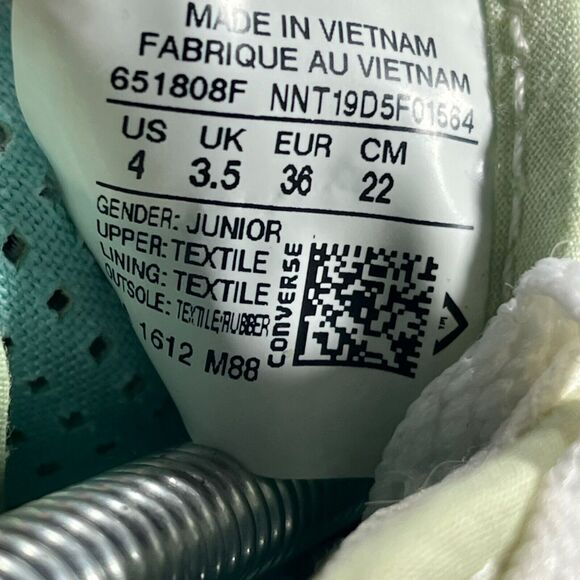 MADE IN VIETNAM
FABRIQUE AU VIETNAM
651808F NNT19D5F01564
US UK EUR CM
4 3.5 36 22
GENDER: JUNIOR
UPPER: TEXTILE
LINING: TEXTILE
OUTSOLE: TEXTILE/RUBBER
1612 M88
CONVERSE